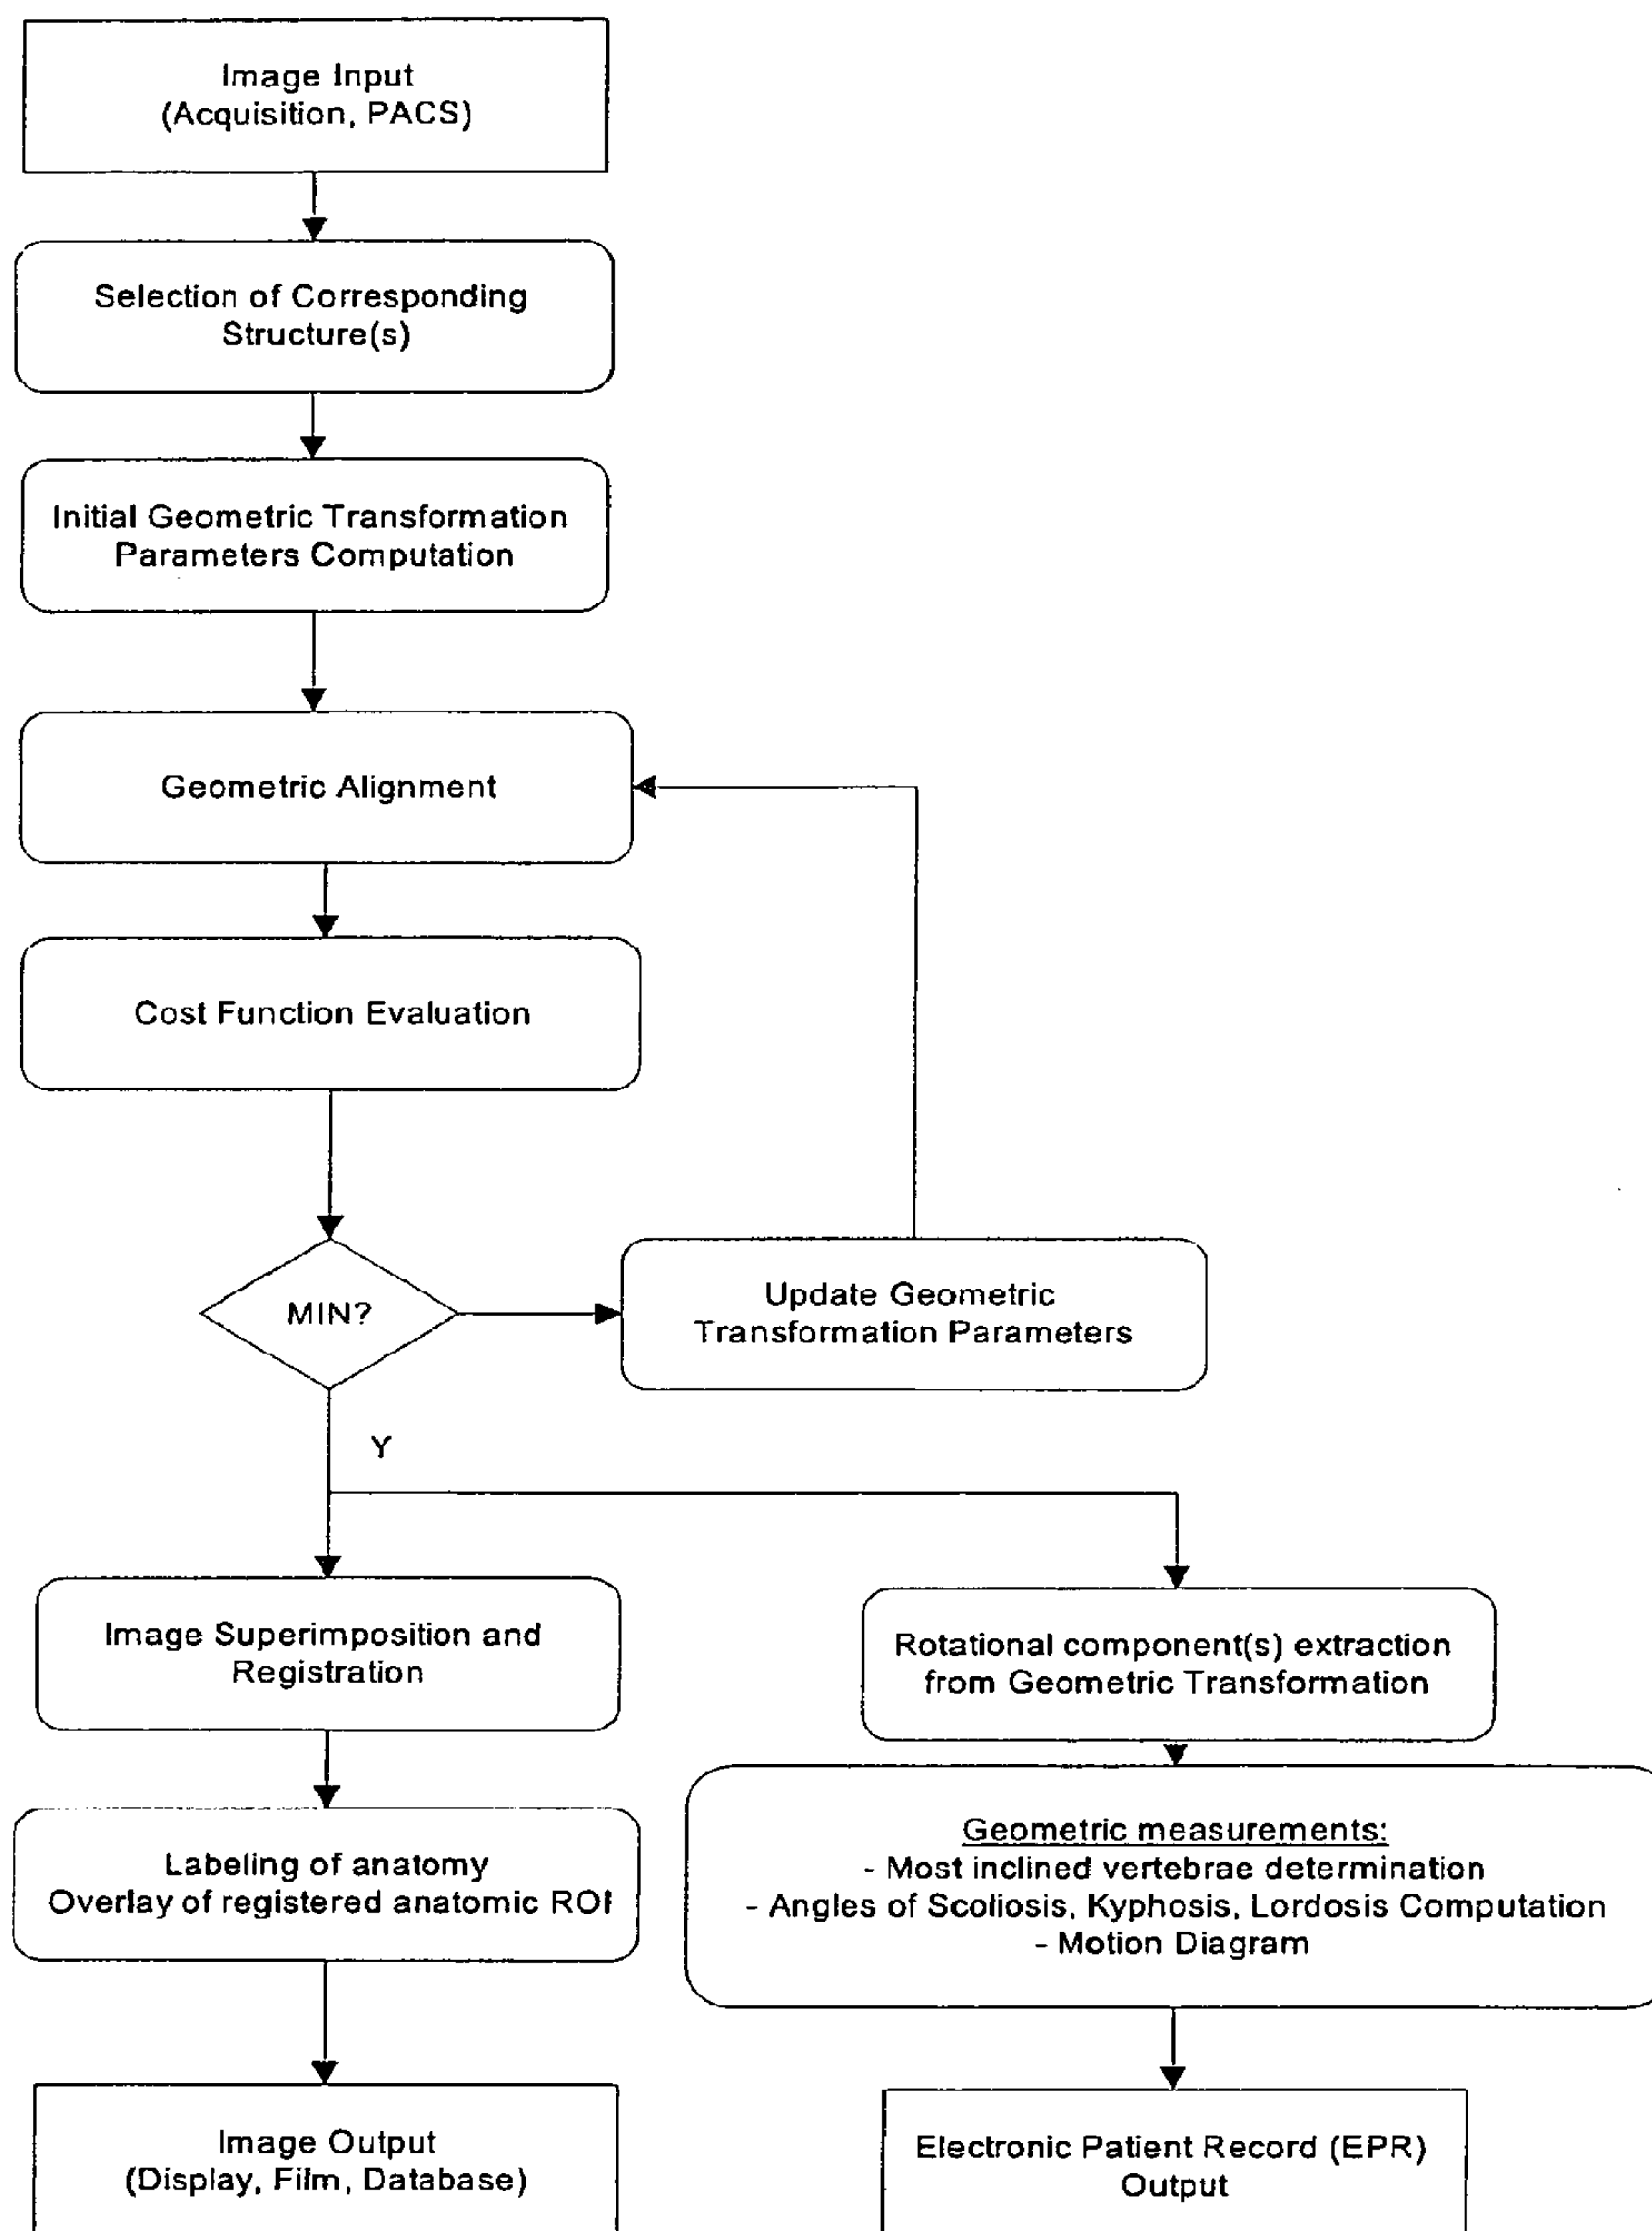 Image Input
(Acquisition, PACS)
Selection of Corresponding
Structure(s)
Initial Geometric Transformation
Parameters Computation
Geometric Alignment
Cost Function Evaluation
MIN?
Update Geometric
Transformation Parameters
Y
Image Superimposition and
Registration
Rotational component(s) extraction
from Geometric Transformation
Labeling of anatomy
Overlay of registered anatomic ROI
Geometric measurements:
- Most inclined vertebrae determination
- Angles of Scoliosis, Kyphosis, Lordosis Computation
- Motion Diagram
Image Output
(Display, Film, Database)
Electronic Patient Record (EPR)
Output